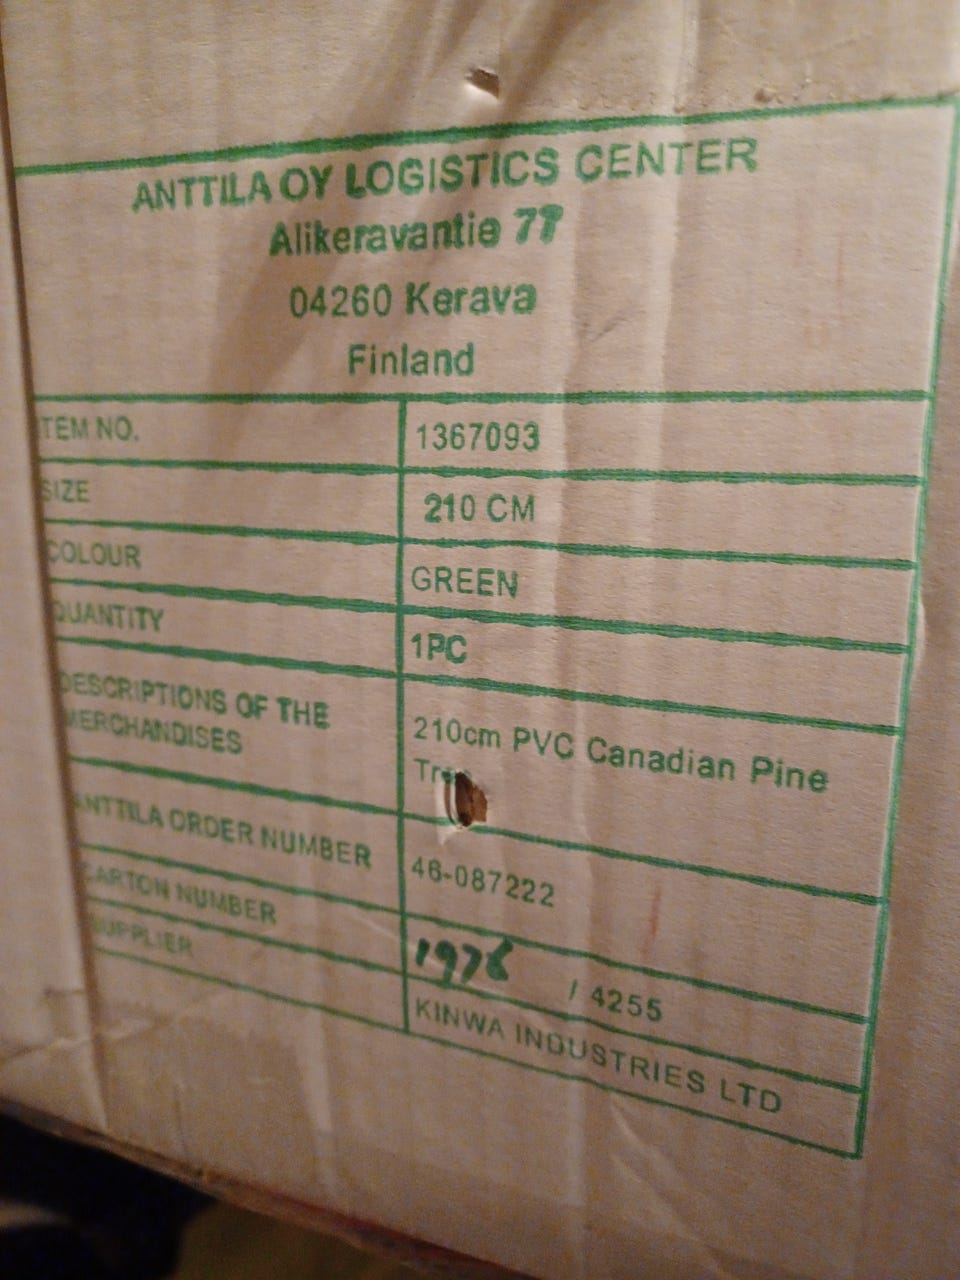 ANTTILA OY LOGISTICS CENTER
Alikeravantie 77
04260 Kerava
Finland
ITEM NO. 1367093
SIZE 210 CM
COLOUR GREEN
QUANTITY 1PC
DESCRIPTIONS OF THE
MERCHANDISES
210cm PVC Canadian Pine
Tree
ANTTILA ORDER NUMBER 46-087222
CARTON NUMBER 1976 / 4255
SUPPLIER KINWA INDUSTRIES LTD